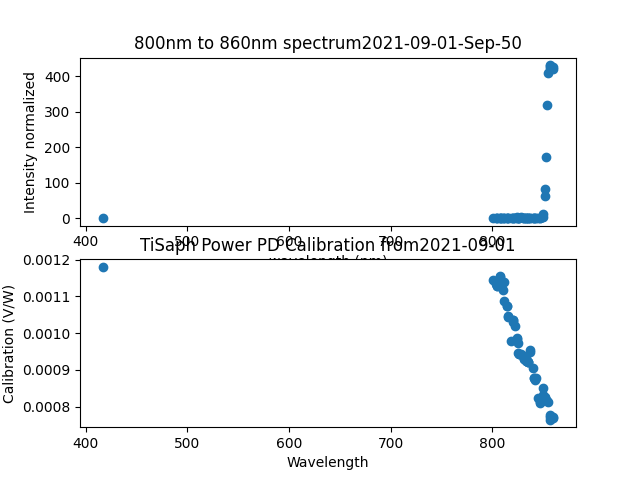 800nm to 860nm spectrum2021-09-01-Sep-50
400
300
200
100
0
Intensity normalized
400 500 600 700 800
wavelength (nm)
TiSaph Power PD Calibration from2021-09-01
0.0012
0.0011
0.0010
0.0009
0.0008
Calibration (V/W)
400 500 600 700 800
Wavelength